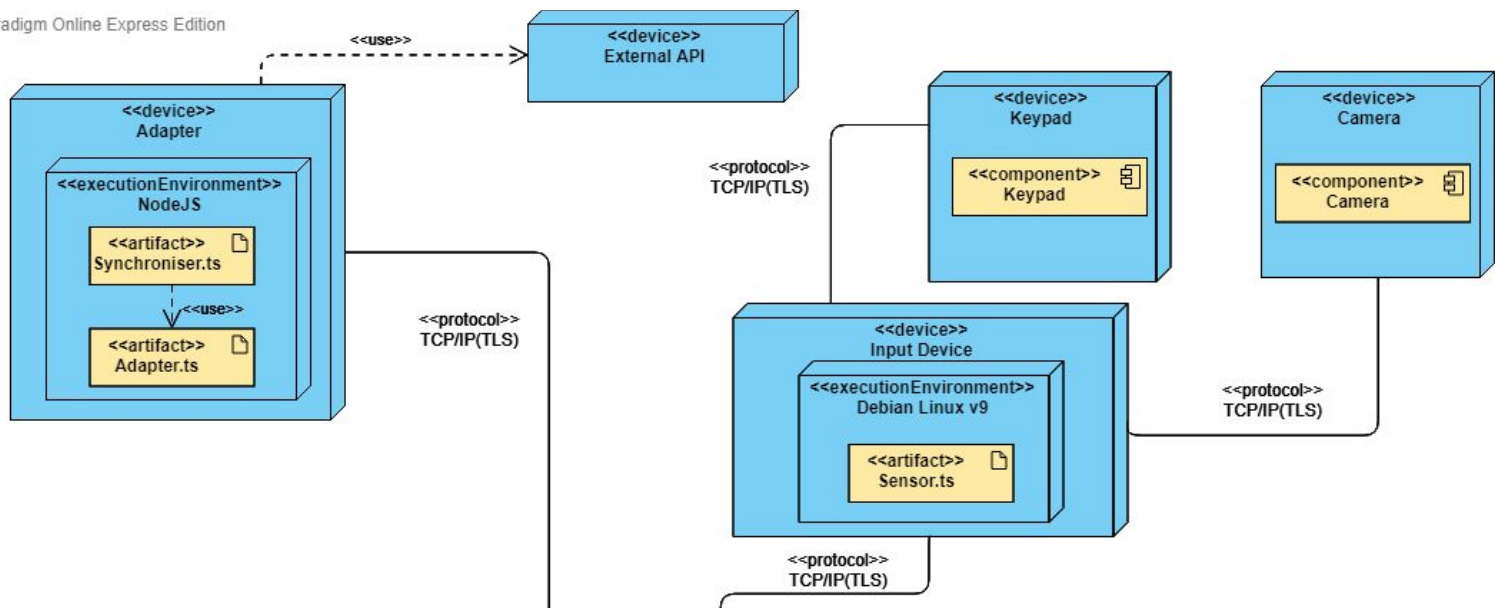 adigm Online Express Edition
<<use>>
<<device>>
External API
<<device>>
Adapter
<<executionEnvironment>>
NodeJS
<<artifact>>
Synchroniser.ts
<<use>>
<<artifact>>
Adapter.ts
<<protocol>>
TCP/IP(TLS)
<<protocol>>
TCP/IP(TLS)
<<device>>
Keypad
<<component>>
Keypad
<<device>>
Camera
<<component>>
Camera
<<device>>
Input Device
<<executionEnvironment>>
Debian Linux v9
<<artifact>>
Sensor.ts
<<protocol>>
TCP/IP(TLS)
<<protocol>>
TCP/IP(TLS)